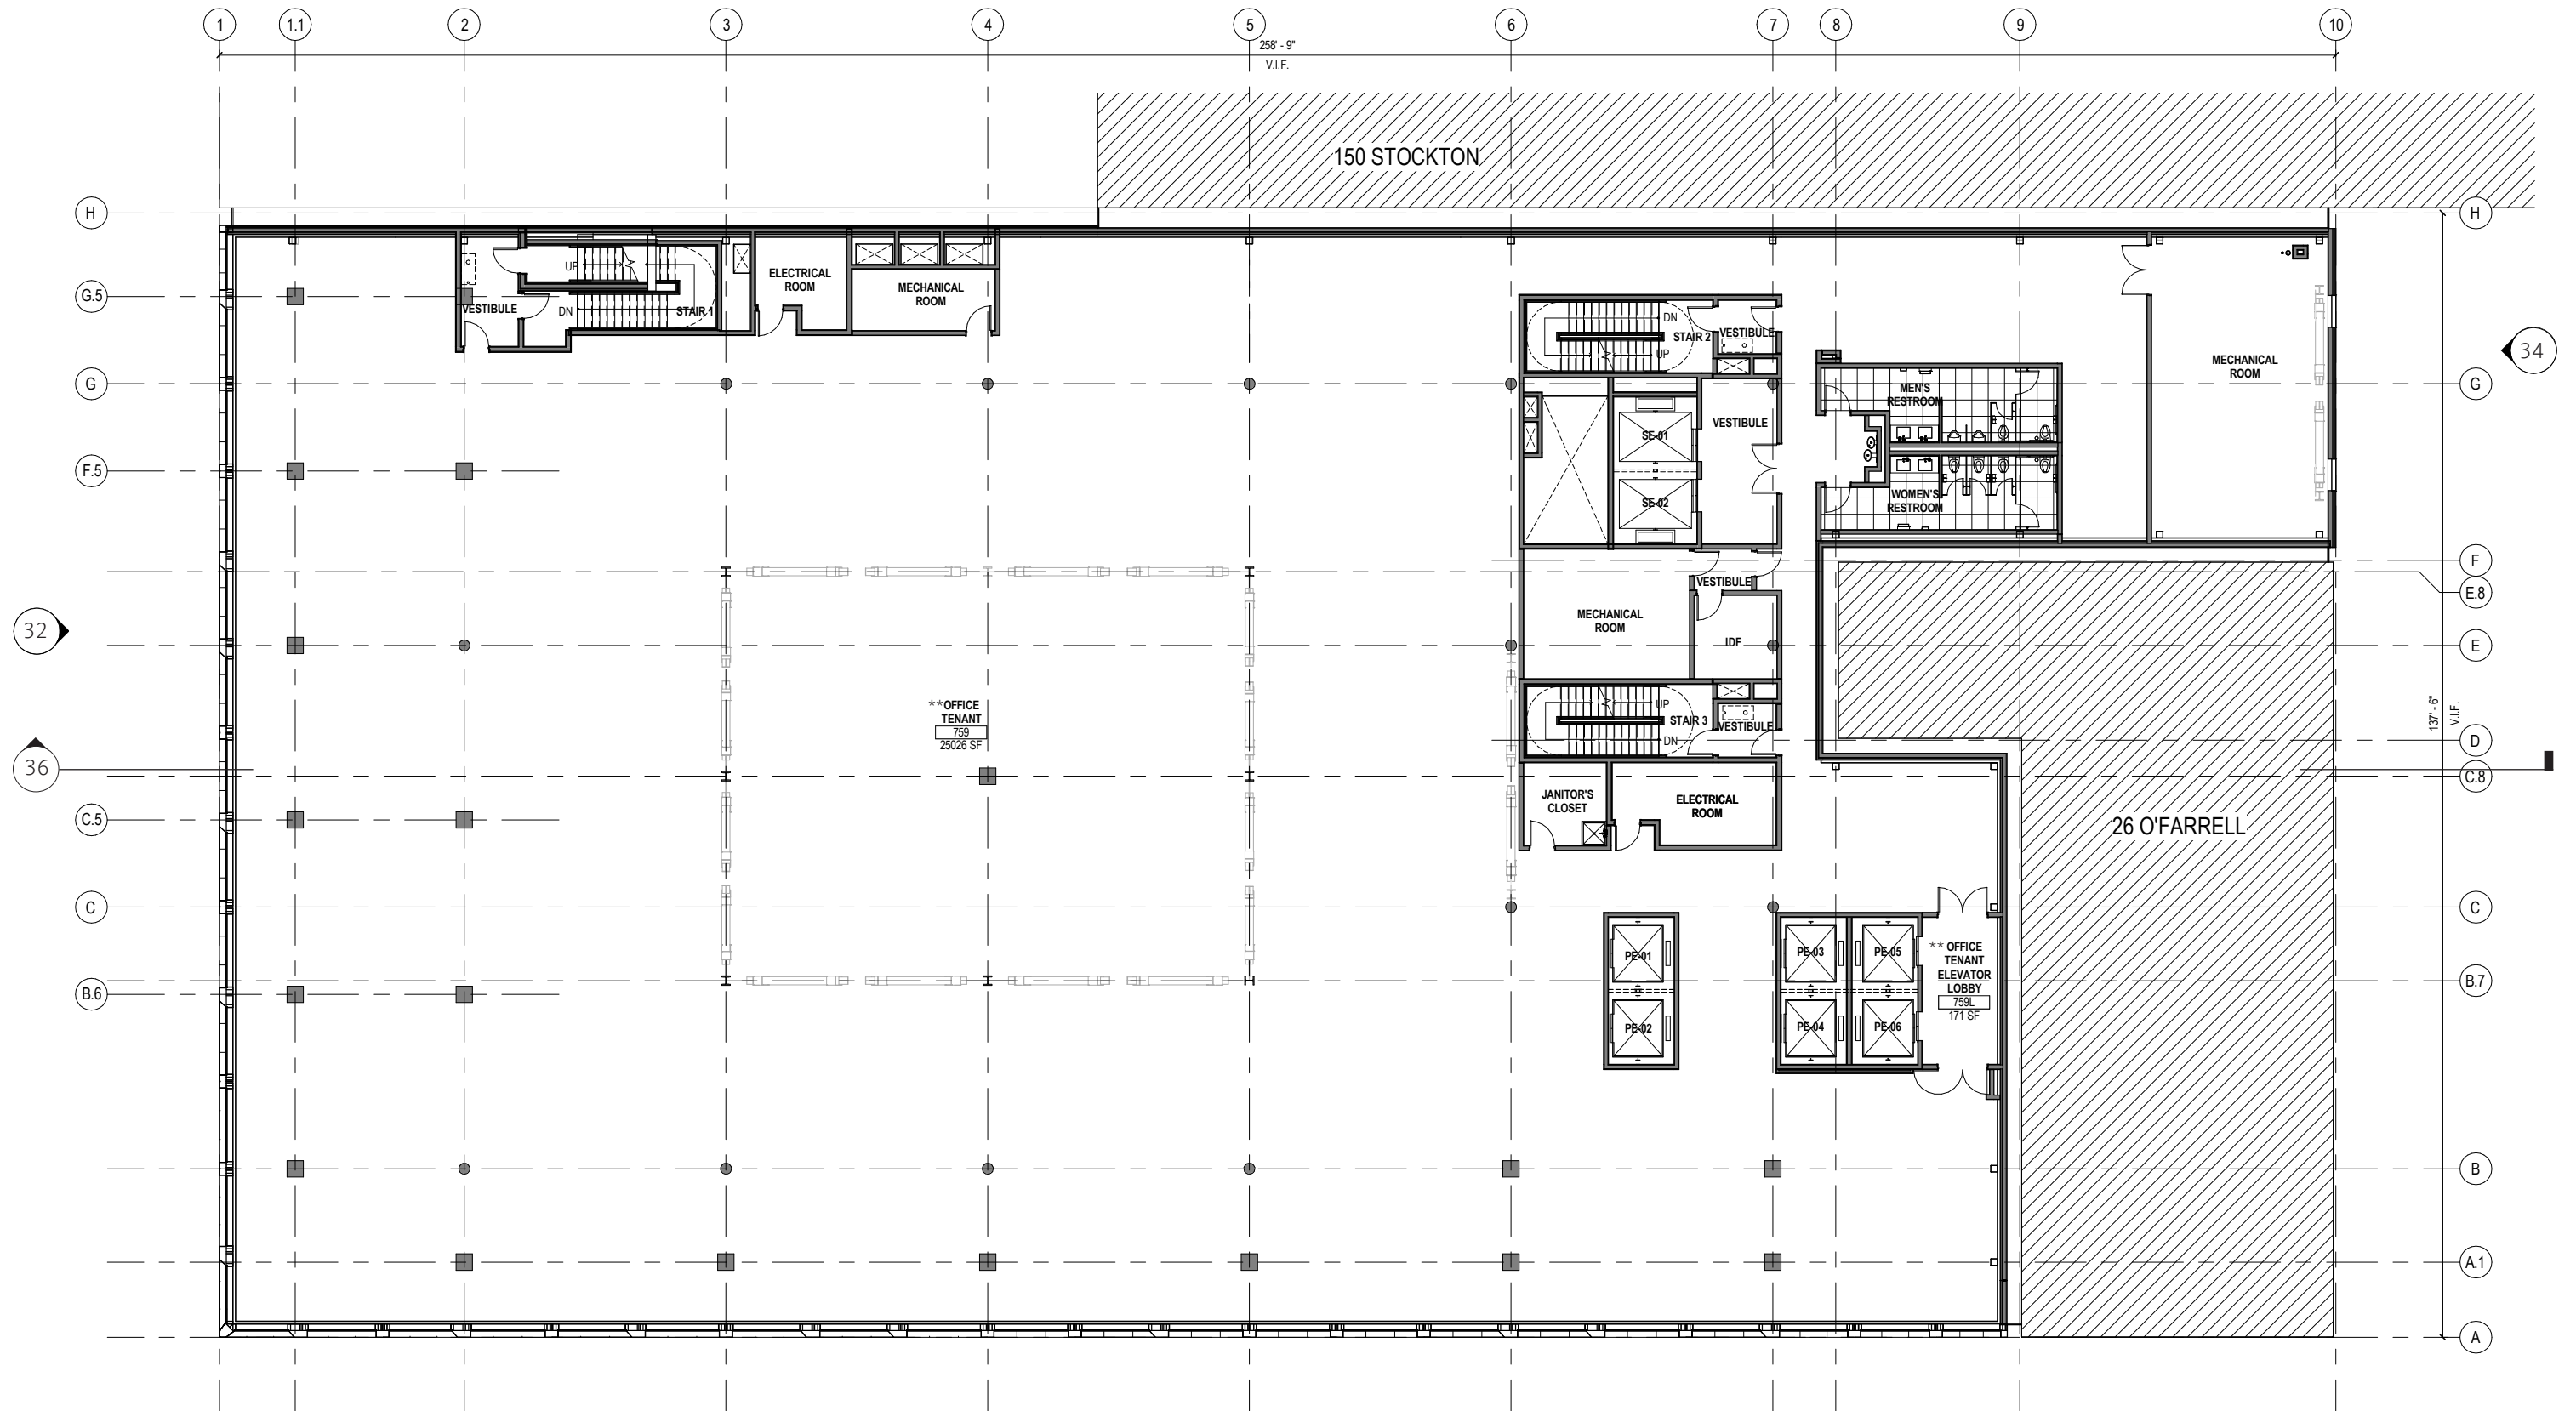 1
1.1
2
3
4
5
6
7
8
9
10
258' - 9"
V.I.F.
150 STOCKTON
H
H
UP
ELECTRICAL
ROOM
MECHANICAL
ROOM
G.5
VESTIBULE
DN
STAIR 1
DN
STAIR 2
VESTIBULE
UP
34
MECHANICAL
ROOM
G
G
MEN'S
RESTROOM
VESTIBULE
SE-01
F.5
SE-02
WOMEN'S
RESTROOM
F
VESTIBULE
E.8
MECHANICAL
ROOM
32
IDF
E
**OFFICE
TENANT
759
25026 SF
UP
STAIR 3
VESTIBULE
DN
137' - 6"
V.I.F.
D
36
C.8
JANITOR'S
CLOSET
ELECTRICAL
ROOM
C.5
26 O'FARRELL
C
C
PE-01
PE-03
PE-05
** OFFICE
TENANT
ELEVATOR
LOBBY
759L
171 SF
B.6
B.7
PE-02
PE-04
PE-06
B
A.1
A